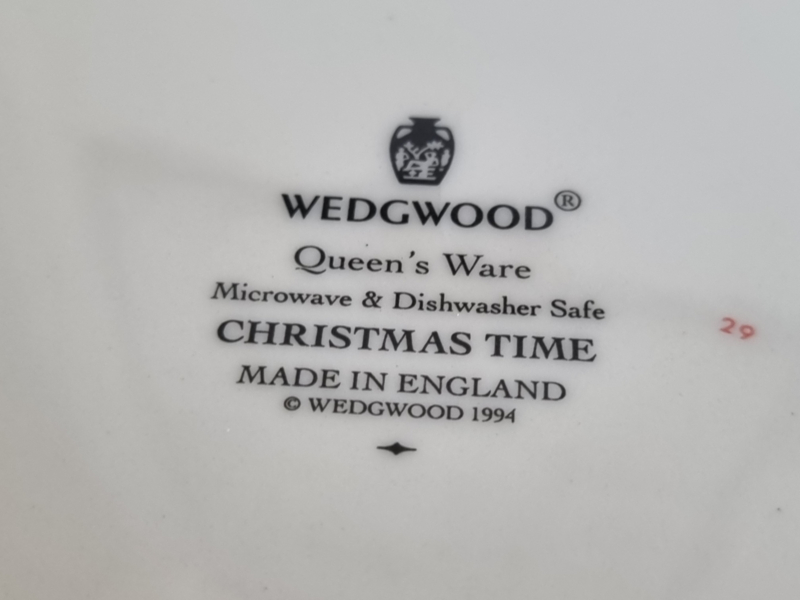 WEDGWOOD®
Queen's Ware
Microwave & Dishwasher Safe
CHRISTMAS TIME
MADE IN ENGLAND
© WEDGWOOD 1994
29